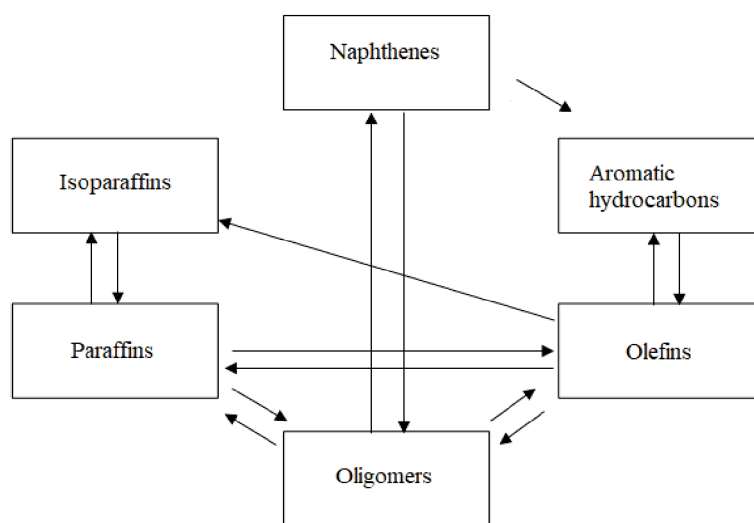 Naphthenes
Isoparaffins
Aromatic
hydrocarbons
Paraffins
Olefins
Oligomers